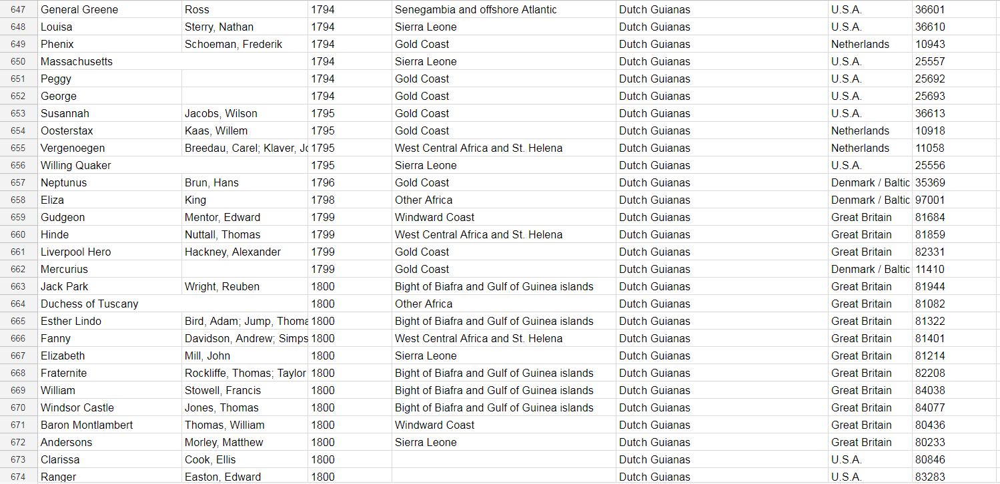 647 General Greene Ross 1794 Senegambia and offshore Atlantic Dutch Guianas U.S.A. 36601
648 Louisa Sterry, Nathan 1794 Sierra Leone Dutch Guianas U.S.A. 36610
649 Phenix Schoeman, Frederik 1794 Gold Coast Dutch Guianas Netherlands 10943
650 Massachusetts 1794 Sierra Leone Dutch Guianas U.S.A. 25557
651 Peggy 1794 Gold Coast Dutch Guianas U.S.A. 25692
652 George 1794 Gold Coast Dutch Guianas U.S.A. 25693
653 Susannah Jacobs, Wilson 1795 Gold Coast Dutch Guianas U.S.A. 36613
654 Oosterstax Kaas, Willem 1795 Gold Coast Dutch Guianas Netherlands 10918
655 Vergenoegen Breedau, Carel; Klaver, Jo 1795 West Central Africa and St. Helena Dutch Guianas Netherlands 11058
656 Willing Quaker 1795 Sierra Leone Dutch Guianas U.S.A. 25556
657 Neptunus Brun, Hans 1796 Gold Coast Dutch Guianas Denmark / Baltic 35369
658 Eliza King 1798 Other Africa Dutch Guianas Denmark / Baltic 97001
659 Gudgeon Mentor, Edward 1799 Windward Coast Dutch Guianas Great Britain 81684
660 Hinde Nuttall, Thomas 1799 West Central Africa and St. Helena Dutch Guianas Great Britain 81859
661 Liverpool Hero Hackney, Alexander 1799 Gold Coast Dutch Guianas Great Britain 82331
662 Mercurius 1799 Gold Coast Dutch Guianas Denmark / Baltic 11410
663 Jack Park Wright, Reuben 1800 Bight of Biafra and Gulf of Guinea islands Dutch Guianas Great Britain 81944
664 Duchess of Tuscany 1800 Other Africa Dutch Guianas Great Britain 81082
665 Esther Lindo Bird, Adam; Jump, Thoma 1800 Bight of Biafra and Gulf of Guinea islands Dutch Guianas Great Britain 81322
666 Fanny Davidson, Andrew; Simps 1800 West Central Africa and St. Helena Dutch Guianas Great Britain 81401
667 Elizabeth Mill, John 1800 Sierra Leone Dutch Guianas Great Britain 81214
668 Fraternite Rockliffe, Thomas; Taylor 1800 Bight of Biafra and Gulf of Guinea islands Dutch Guianas Great Britain 82208
669 William Stowell, Francis 1800 Bight of Biafra and Gulf of Guinea islands Dutch Guianas Great Britain 84038
670 Windsor Castle Jones, Thomas 1800 Bight of Biafra and Gulf of Guinea islands Dutch Guianas Great Britain 84077
671 Baron Montlambert Thomas, William 1800 Windward Coast Dutch Guianas Great Britain 80436
672 Andersons Morley, Matthew 1800 Sierra Leone Dutch Guianas Great Britain 80233
673 Clarissa Cook, Ellis 1800 Dutch Guianas U.S.A. 80846
674 Ranger Easton, Edward 1800 Dutch Guianas U.S.A. 83283